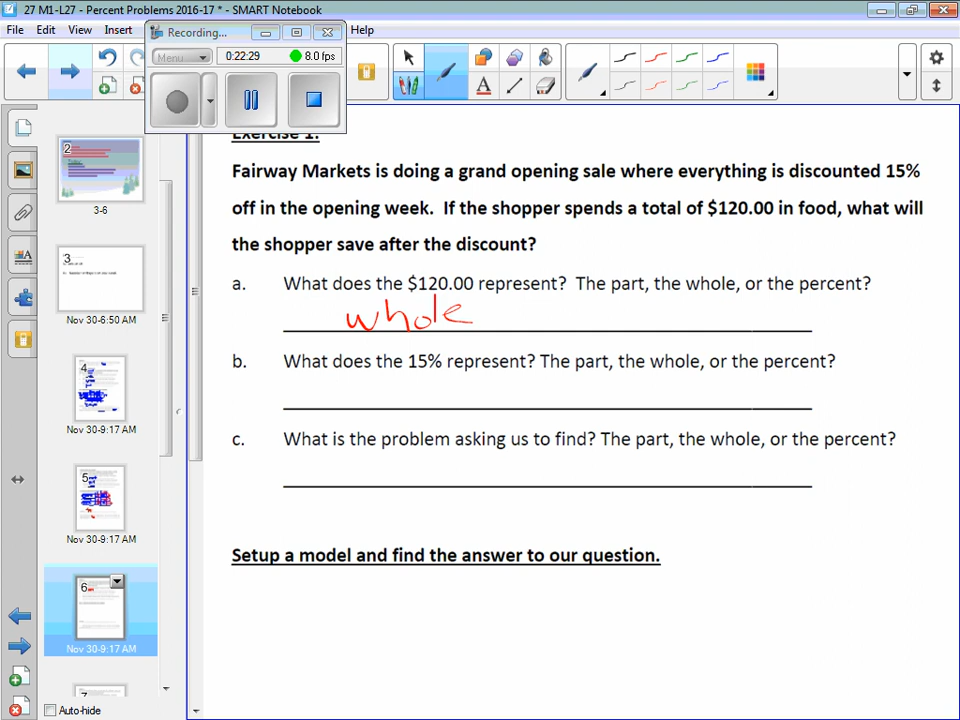 27 M1-L27 - Percent Problems 2016-17 * - SMART Notebook
File Edit View Insert Help
Recording...
Menu 0:22:29 8.0 fps
Exercise 1:
Fairway Markets is doing a grand opening sale where everything is discounted 15%
off in the opening week. If the shopper spends a total of $120.00 in food, what will
the shopper save after the discount?
a. What does the $120.00 represent? The part, the whole, or the percent?
whole
b. What does the 15% represent? The part, the whole, or the percent?
c. What is the problem asking us to find? The part, the whole, or the percent?
Setup a model and find the answer to our question.
2
3-6
3
Nov 30-6:50 AM
4
Nov 30-9:17 AM
5
Nov 30-9:17 AM
6
Nov 30-9:17 AM
7
Auto-hide